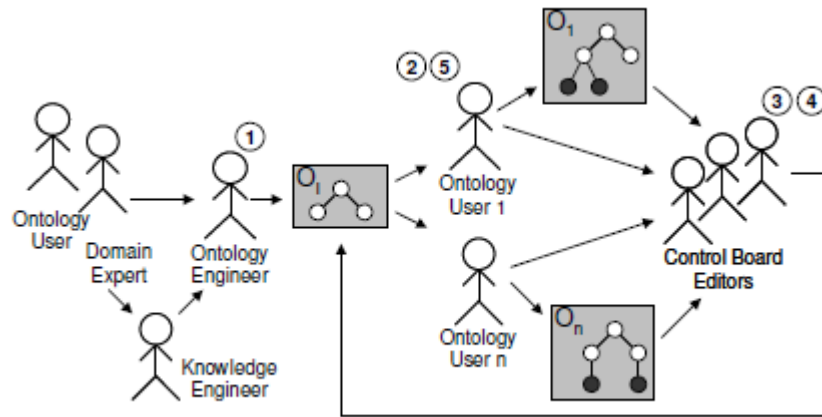 Ontology
User
Domain
Expert
Knowledge
Engineer
1
Ontology
Engineer
OI
2 5
Ontology
User 1
O1
Ontology
User n
On
3 4
Control Board
Editors